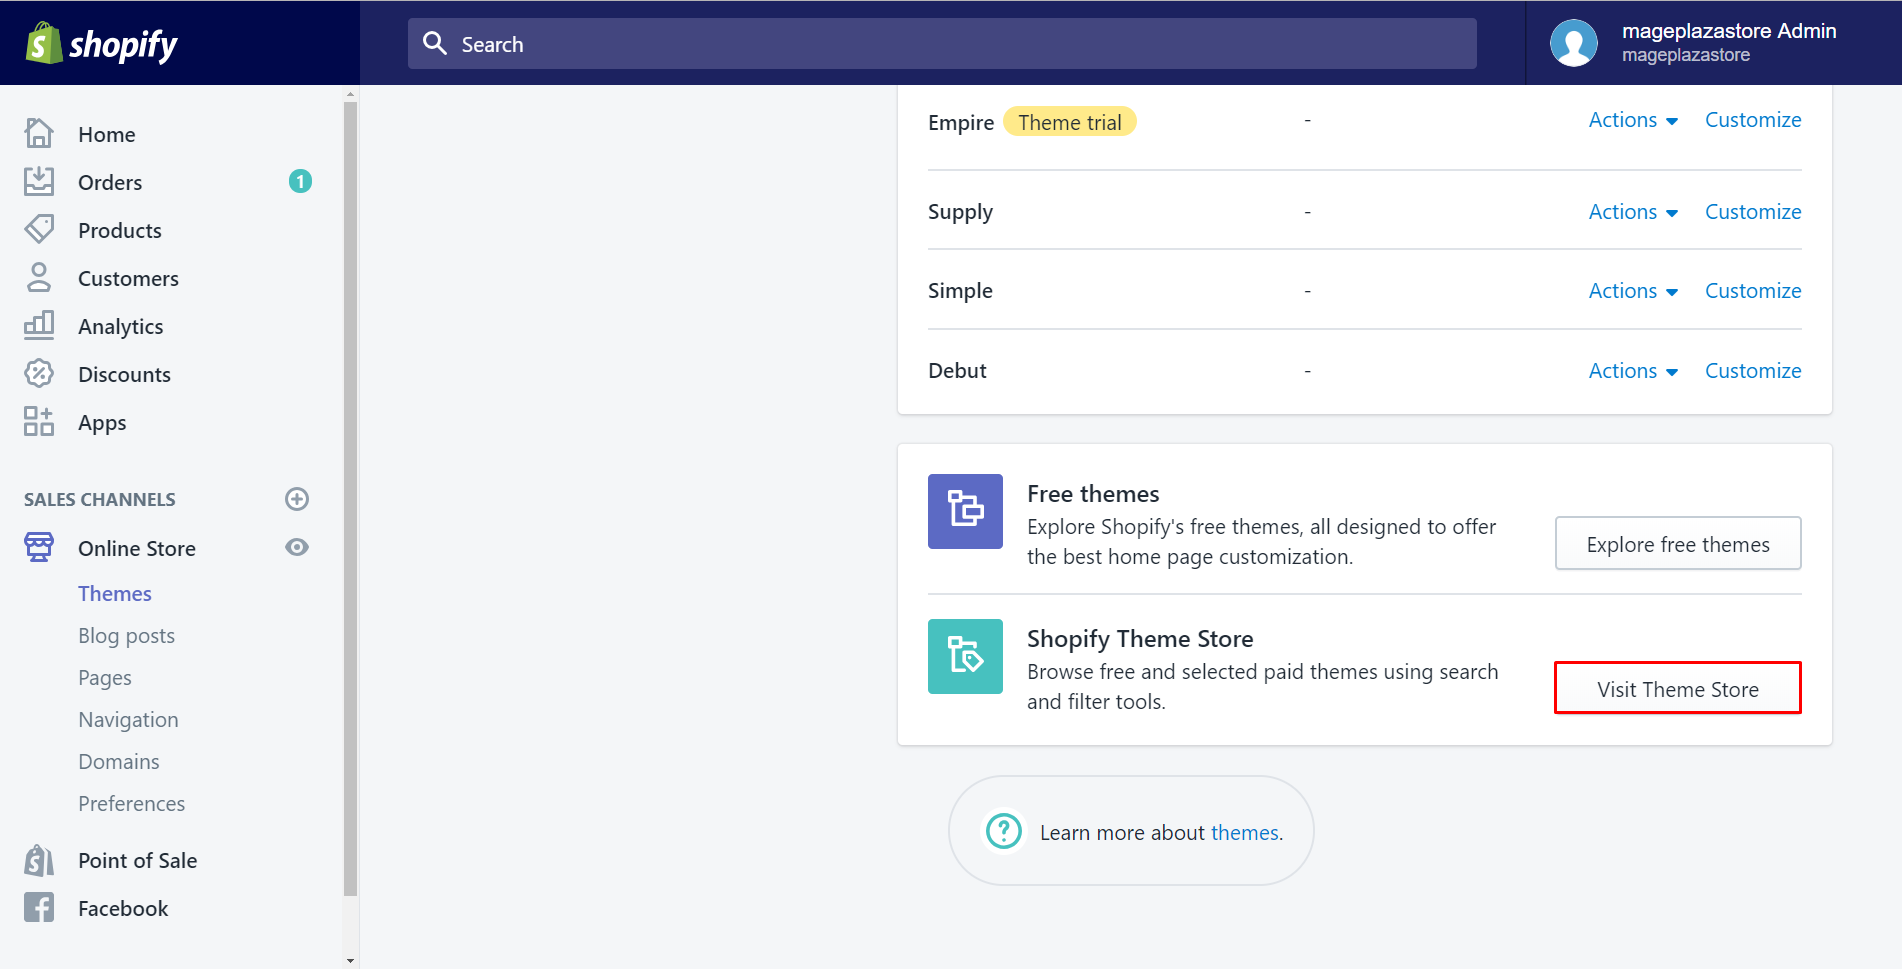 shopify
Search
mageplazastore Admin
mageplazastore
Home
Orders
1
Products
Customers
Analytics
Discounts
Apps
SALES CHANNELS
Online Store
Themes
Blog posts
Pages
Navigation
Domains
Preferences
Point of Sale
Facebook
Empire Theme trial - Actions Customize
Supply - Actions Customize
Simple - Actions Customize
Debut - Actions Customize
Free themes
Explore Shopify's free themes, all designed to offer
the best home page customization.
Explore free themes
Shopify Theme Store
Browse free and selected paid themes using search
and filter tools.
Visit Theme Store
Learn more about themes.